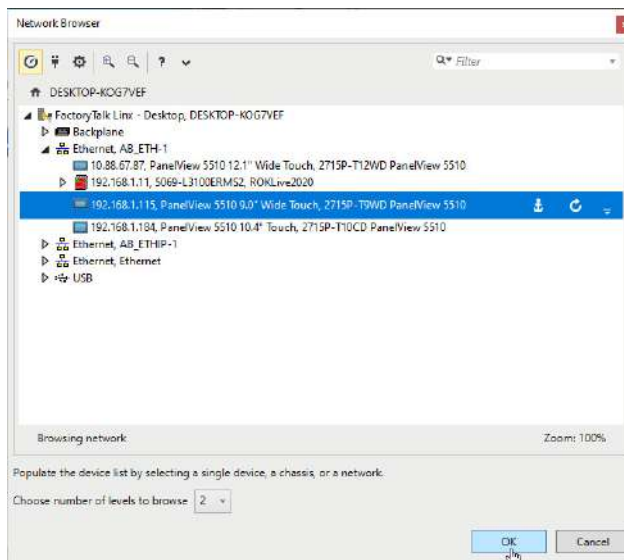 Network Browser
Filter
DESKTOP-KOG7VEF
FactoryTalk Linx - Desktop, DESKTOP-KOG7VEF
Backplane
Ethernet, AB_ETH-1
10.88.67.87, PanelView 5510 12.1" Wide Touch, 2715P-T12WD PanelView 5510
192.168.1.11, 5069-L3100ERMS2, ROKLive2020
192.168.1.115, PanelView 5510 9.0" Wide Touch, 2715P-T9WD PanelView 5510
192.168.1.184, PanelView 5510 10.4" Touch, 2715P-T10CD PanelView 5510
Ethernet, AB_ETHIP-1
Ethernet, Ethernet
USB
Browsing network
Zoom: 100%
Populate the device list by selecting a single device, a chassis, or a network.
Choose number of levels to browse 2
OK
Cancel